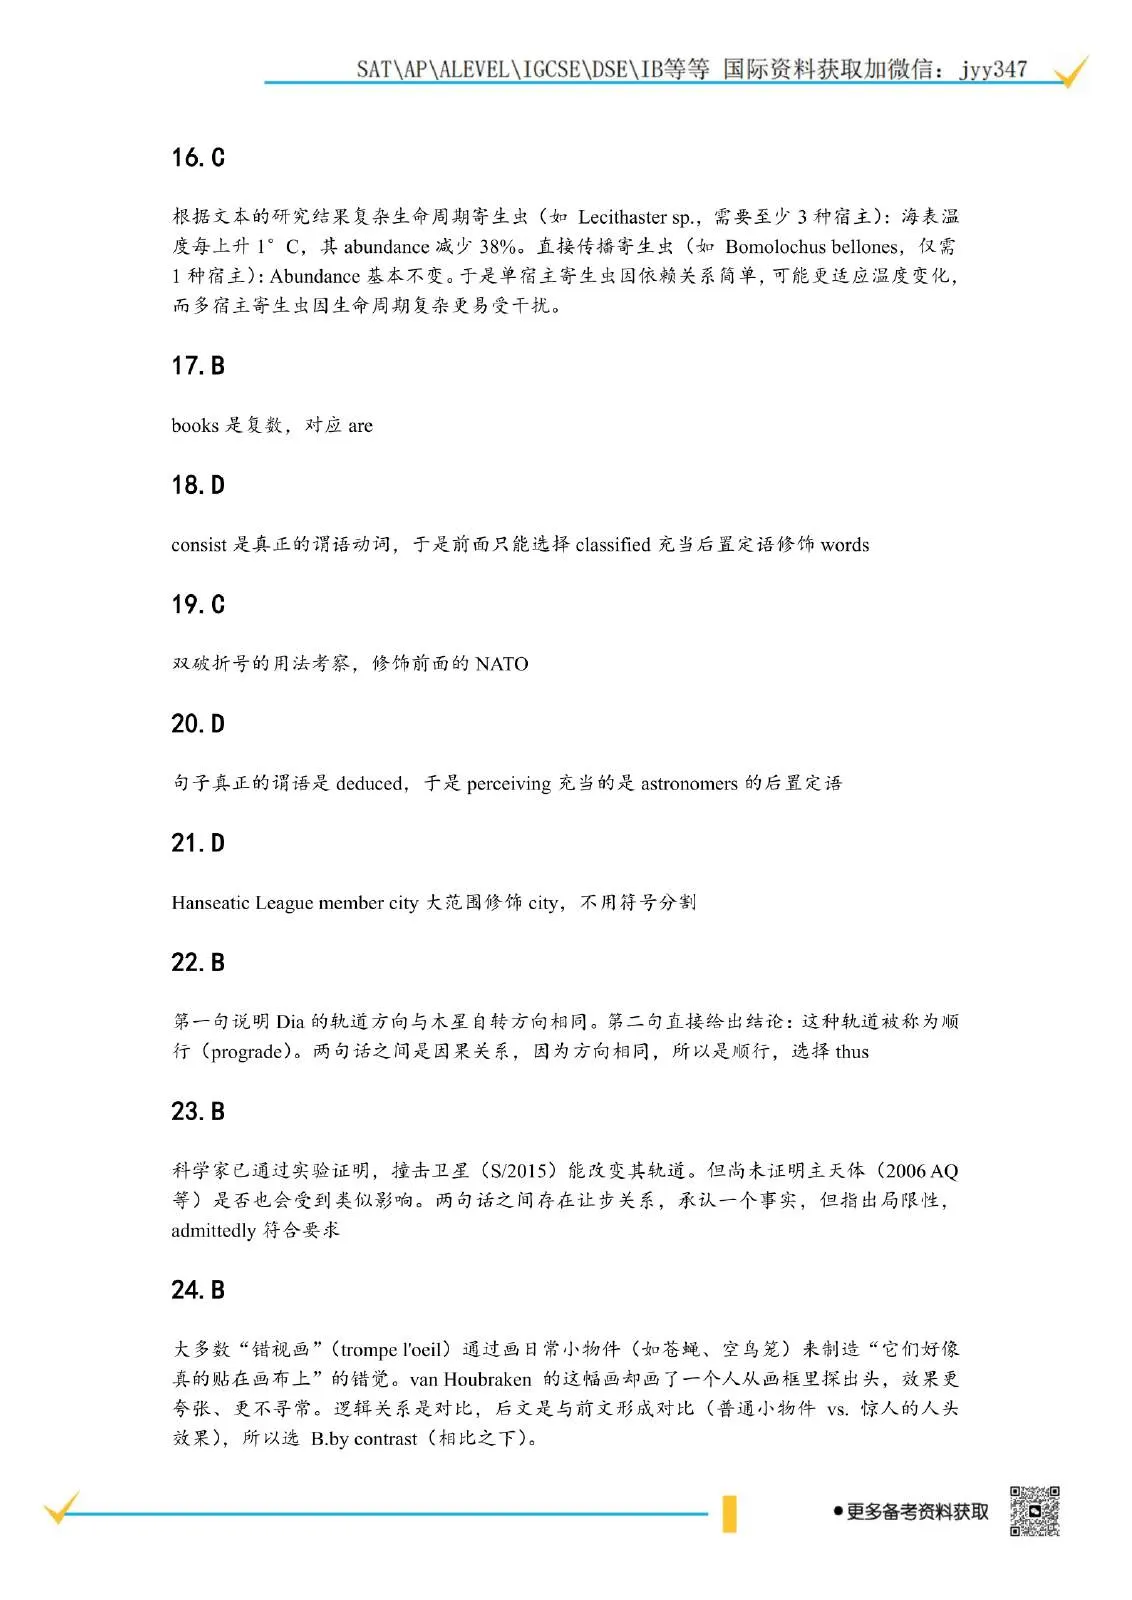 SAT\AP\ALEVEL\IGCSE\DSE\IB等等 国际资料获取加微信：jyy347
16. C
根据文本的研究结果复杂生命周期寄生虫（如 Lecithaster sp.，需要至少 3 种宿主）：海表温
度每上升 1° C，其 abundance 减少 38%。直接传播寄生虫（如 Bomolochus bellones，仅需
1 种宿主）：Abundance 基本不变。于是单宿主寄生虫因依赖关系简单，可能更适应温度变化，
而多宿主寄生虫因生命周期复杂更易受干扰。
17. B
books 是复数，对应 are
18. D
consist 是真正的谓语动词，于是前面只能选择 classified 充当后置定语修饰 words
19. C
双破折号的用法考察，修饰前面的 NATO
20. D
句子真正的谓语是 deduced，于是 perceiving 充当的是 astronomers 的后置定语
21. D
Hanseatic League member city 大范围修饰 city，不用符号分割
22. B
第一句说明 Dia 的轨道方向与木星自转方向相同。第二句直接给出结论：这种轨道被称为顺
行（prograde）。两句话之间是因果关系，因为方向相同，所以是顺行，选择 thus
23. B
科学家已通过实验证明，撞击卫星（S/2015）能改变其轨道。但尚未证明主天体（2006 AQ
等）是否也会受到类似影响。两句话之间存在让步关系，承认一个事实，但指出局限性，
admittedly 符合要求
24. B
大多数“错视画”（trompe l'oeil）通过画日常小物件（如苍蝇、空鸟笼）来制造“它们好像
真的贴在画布上”的错觉。van Houbraken 的这幅画却画了一个人从画框里探出头，效果更
夸张、更不寻常。逻辑关系是对比，后文是与前文形成对比（普通小物件 vs. 惊人的人头
效果），所以选 B.by contrast（相比之下）。
●更多备考资料获取